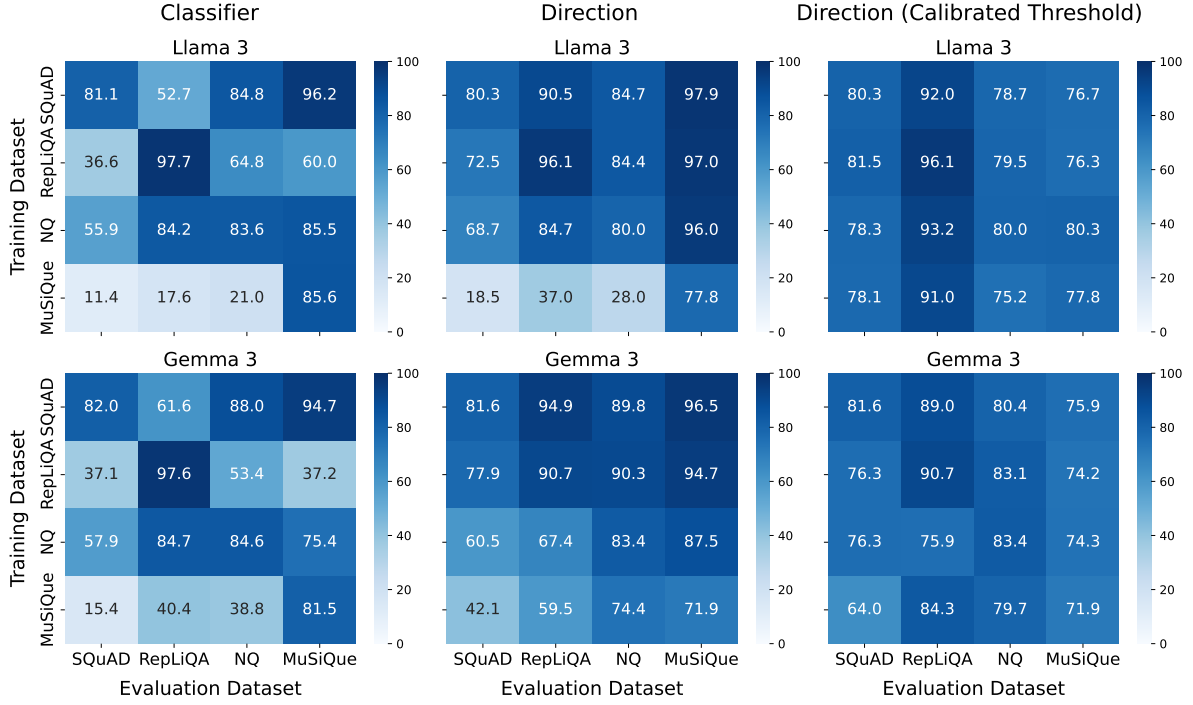 Classifier Direction Direction (Calibrated Threshold)
Llama 3 Llama 3 Llama 3
Training Dataset
SQuAD 81.1 52.7 84.8 96.2
RepLiQA 36.6 97.7 64.8 60.0
NQ 55.9 84.2 83.6 85.5
MuSiQue 11.4 17.6 21.0 85.6
100
80
60
40
20
0
80.3 90.5 84.7 97.9
72.5 96.1 84.4 97.0
68.7 84.7 80.0 96.0
18.5 37.0 28.0 77.8
100
80
60
40
20
0
80.3 92.0 78.7 76.7
81.5 96.1 79.5 76.3
78.3 93.2 80.0 80.3
78.1 91.0 75.2 77.8
100
80
60
40
20
0
Gemma 3 Gemma 3 Gemma 3
Training Dataset
SQuAD 82.0 61.6 88.0 94.7
RepLiQA 37.1 97.6 53.4 37.2
NQ 57.9 84.7 84.6 75.4
MuSiQue 15.4 40.4 38.8 81.5
SQuAD RepLiQA NQ MuSiQue
Evaluation Dataset
100
80
60
40
20
0
81.6 94.9 89.8 96.5
77.9 90.7 90.3 94.7
60.5 67.4 83.4 87.5
42.1 59.5 74.4 71.9
SQuAD RepLiQA NQ MuSiQue
Evaluation Dataset
100
80
60
40
20
0
81.6 89.0 80.4 75.9
76.3 90.7 83.1 74.2
76.3 75.9 83.4 74.3
64.0 84.3 79.7 71.9
SQuAD RepLiQA NQ MuSiQue
Evaluation Dataset
100
80
60
40
20
0